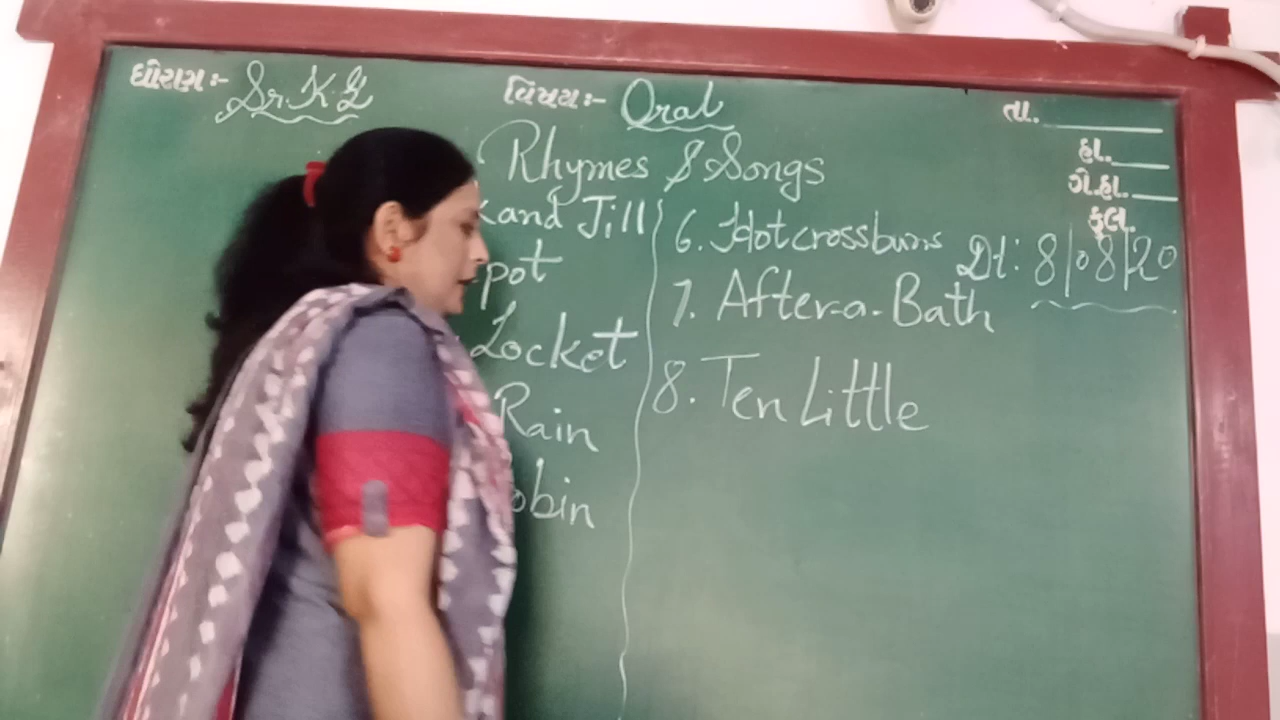 ધોરણ:- Sr. K.G
વિષય:- Oral
તા.
હા.
ગે.હા.
કુલ.
Dt: 8/08/20
Rhymes & Songs
and Jill
pot
Locket
Rain
obin
6. Hotcrossbuns
7. After-a-Bath
8. Ten Little